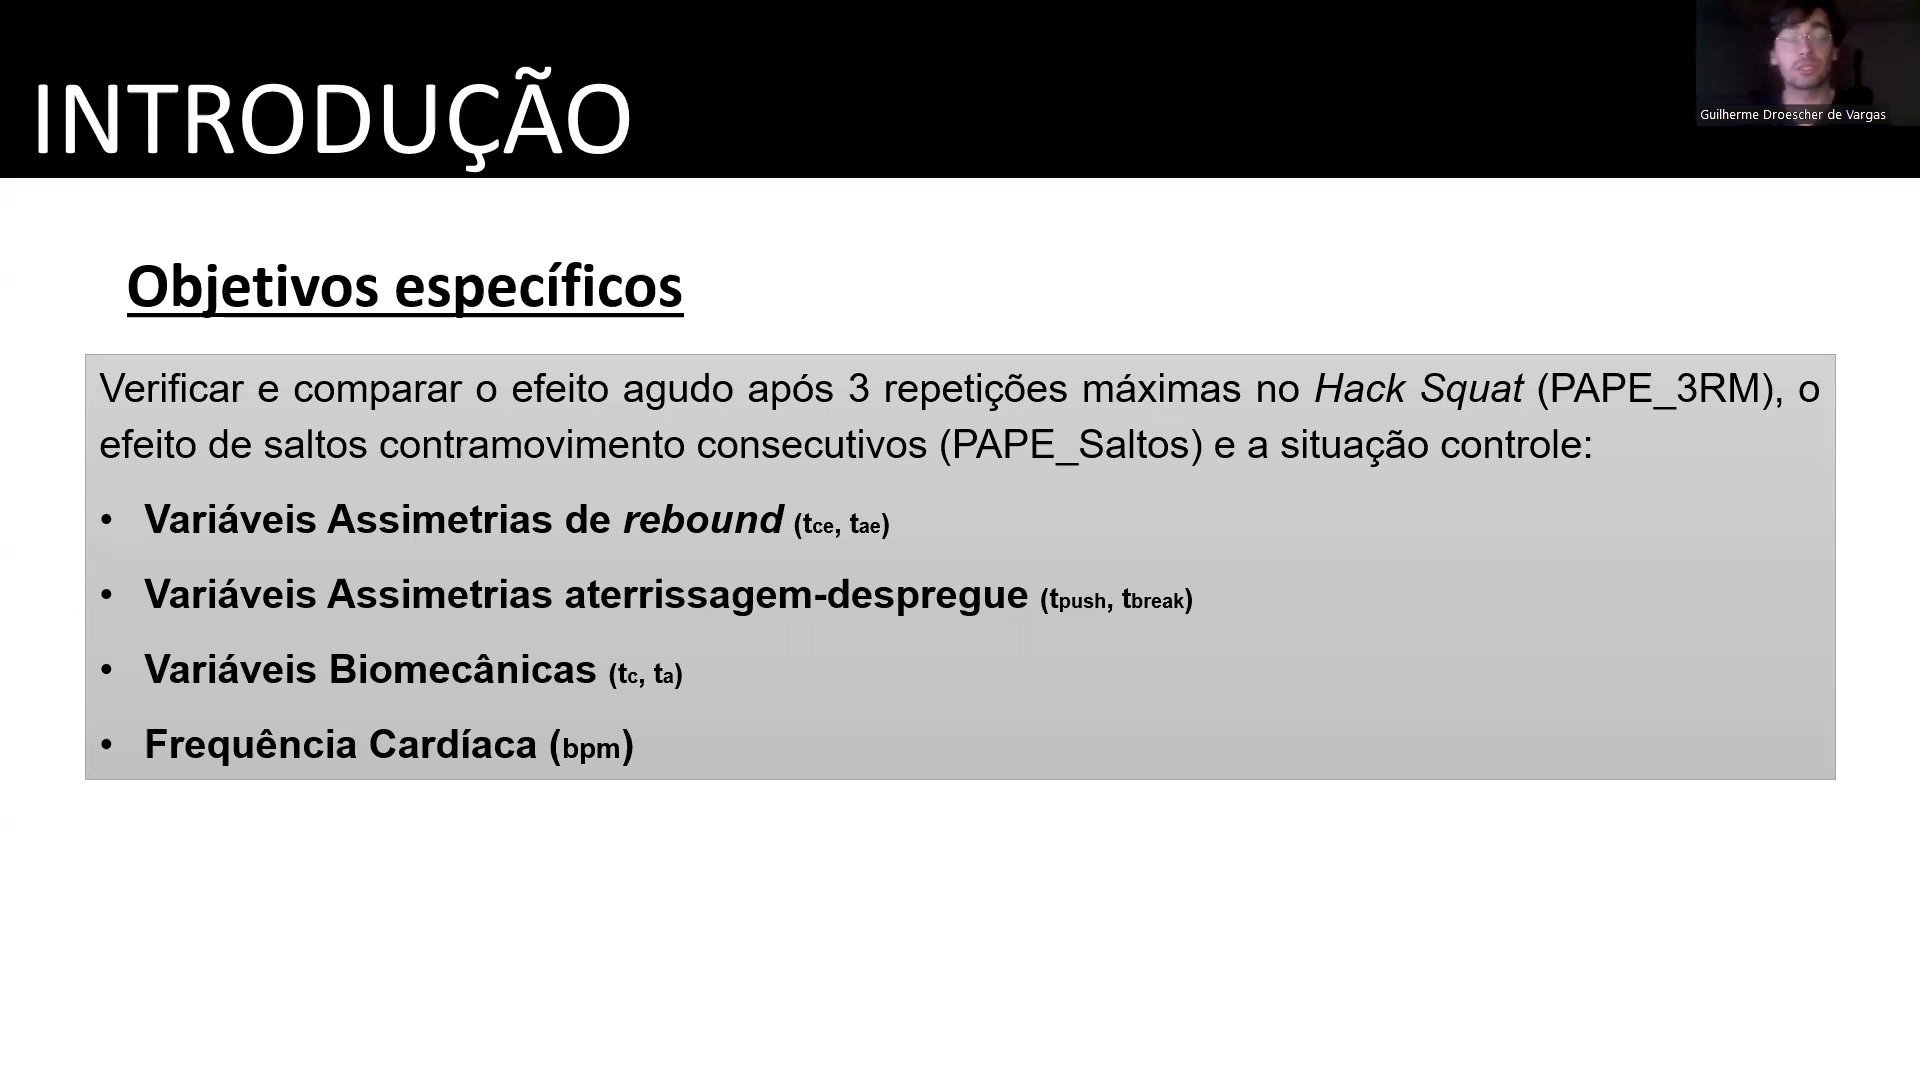 INTRODUÇÃO
Guilherme Droescher de Vargas
Objetivos específicos
Verificar e comparar o efeito agudo após 3 repetições máximas no Hack Squat (PAPE_3RM), o
efeito de saltos contramovimento consecutivos (PAPE_Saltos) e a situação controle:
• Variáveis Assimetrias de rebound (tce, tae)
• Variáveis Assimetrias aterrissagem-despregue (tpush, tbreak)
• Variáveis Biomecânicas (tc, ta)
• Frequência Cardíaca (bpm)